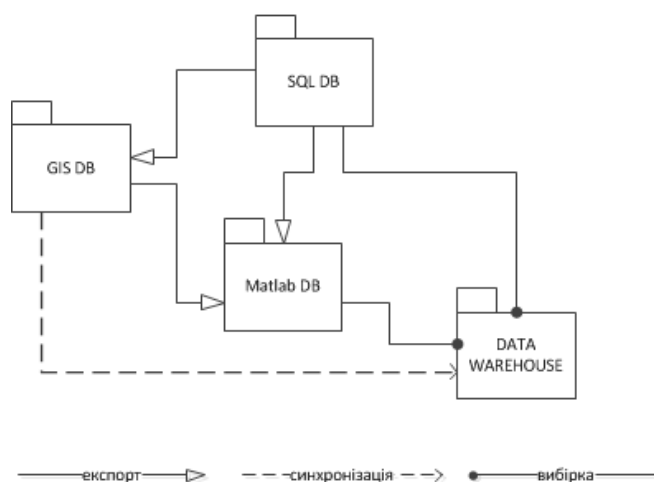 SQL DB
GIS DB
Matlab DB
DATA
WAREHOUSE
експорт
синхронізація
вибірка